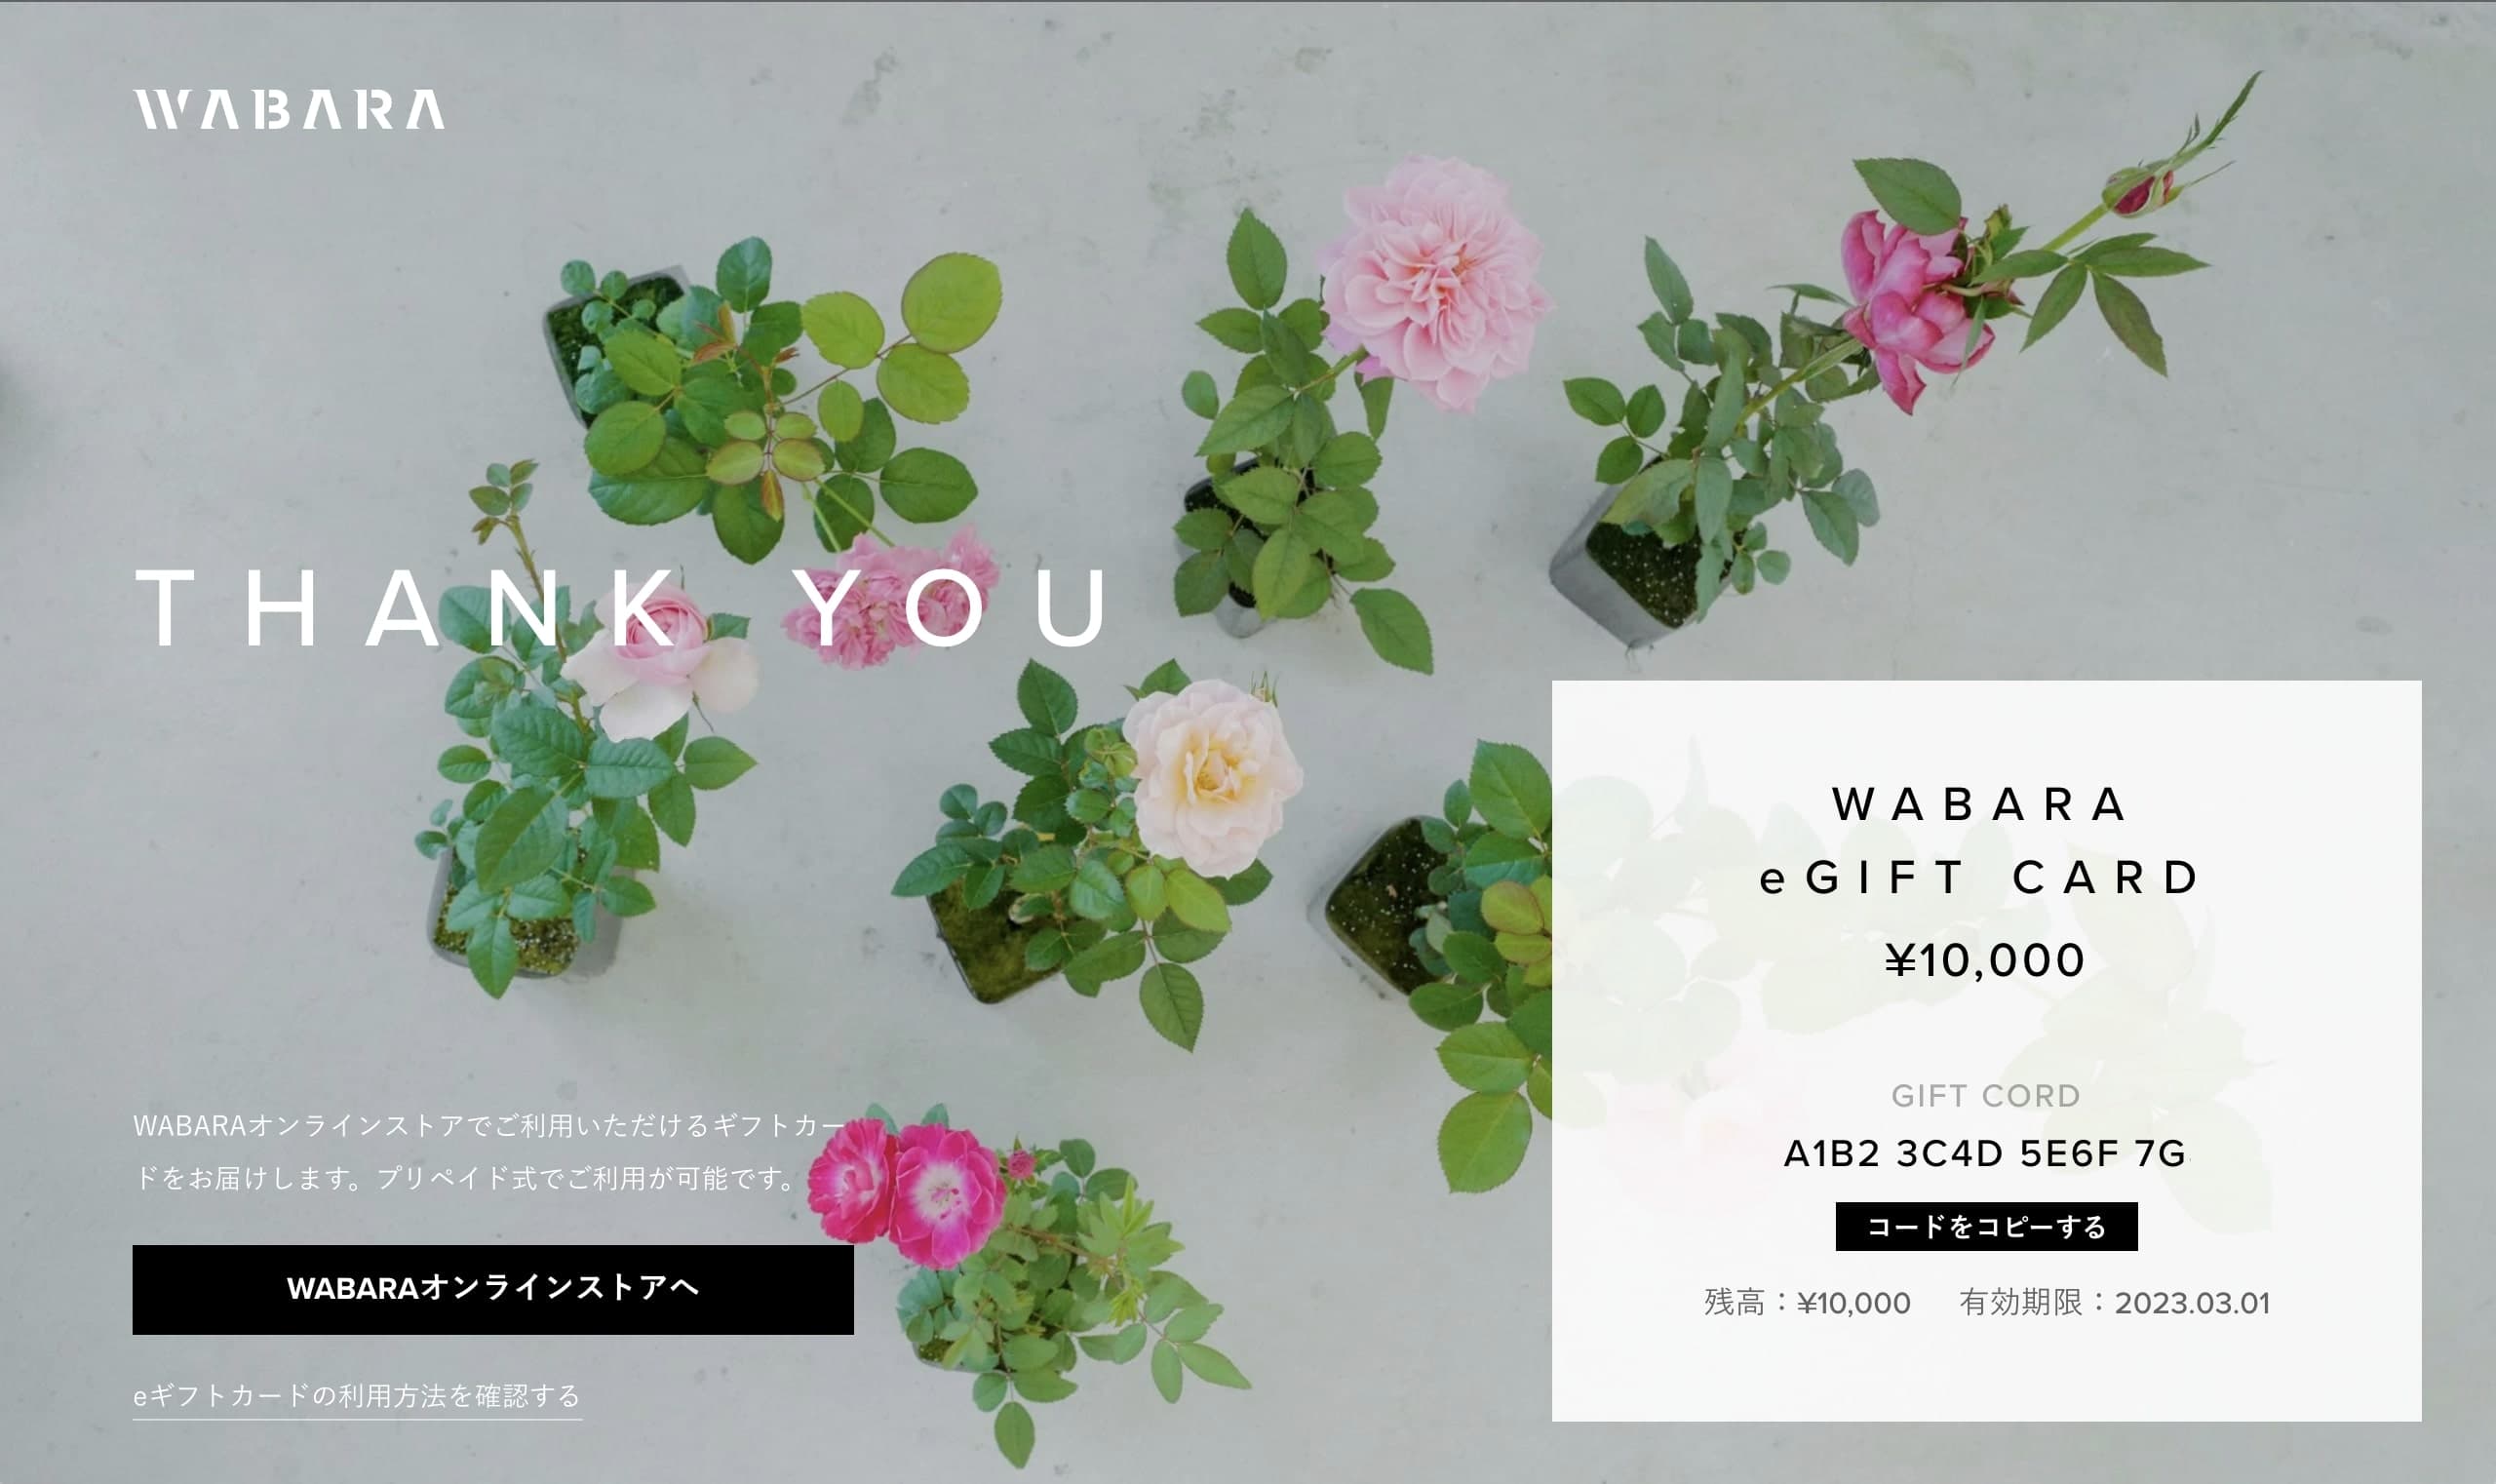 WABARA
THANK YOU
WABARAオンラインストアでご利用いただけるギフトカー
ドをお届けします。プリペイド式でご利用が可能です。
WABARAオンラインストアへ
eギフトカードの利用方法を確認する
WABARA
eGIFT CARD
¥10,000
GIFT CORD
A1B2 3C4D 5E6F 7G
コードをコピーする
残高：¥10,000 有効期限：2023.03.01